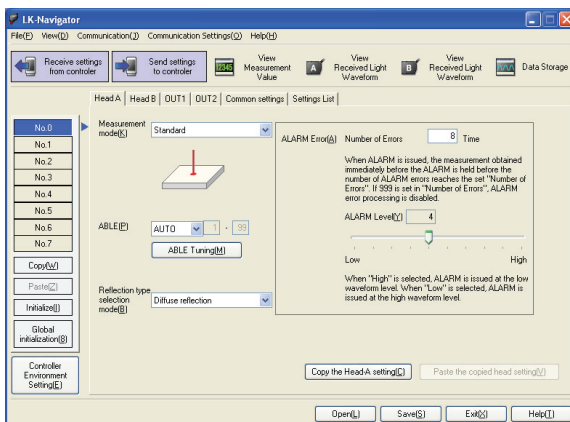 LK-Navigator
File(F) View(D) Communication(J) Communication Settings(O) Help(H)
Receive settings
from controler
Send settings
to controler
12345
View
Measurement
Value
A
View
Received Light
Waveform
B
View
Received Light
Waveform
Data Storage
Head A
Head B
OUT1
OUT2
Common settings
Settings List
No.0
No.1
No.2
No.3
No.4
No.5
No.6
No.7
Copy(W)
Paste(Z)
Initialize(I)
Global
initialization(8)
Controller
Environment
Setting(E)
Measurement
mode(K)
Standard
ABLE(P)
AUTO
1 - 99
ABLE Tuning(M)
Reflection type
selection
mode(B)
Diffuse reflection
ALARM Error(A)
Number of Errors
8
Time
When ALARM is issued, the measurement obtained
immediately before the ALARM is held before the
number of ALARM errors reaches the set "Number of
Errors". If 999 is set in "Number of Errors", ALARM
error processing is disabled.
ALARM Level(Y)
4
Low
High
When "High" is selected, ALARM is issued at the low
waveform level. When "Low" is selected, ALARM is
issued at the high waveform level.
Copy the Head-A setting(C)
Paste the copied head setting(V)
Open(L)
Save(S)
Exit(X)
Help(T)